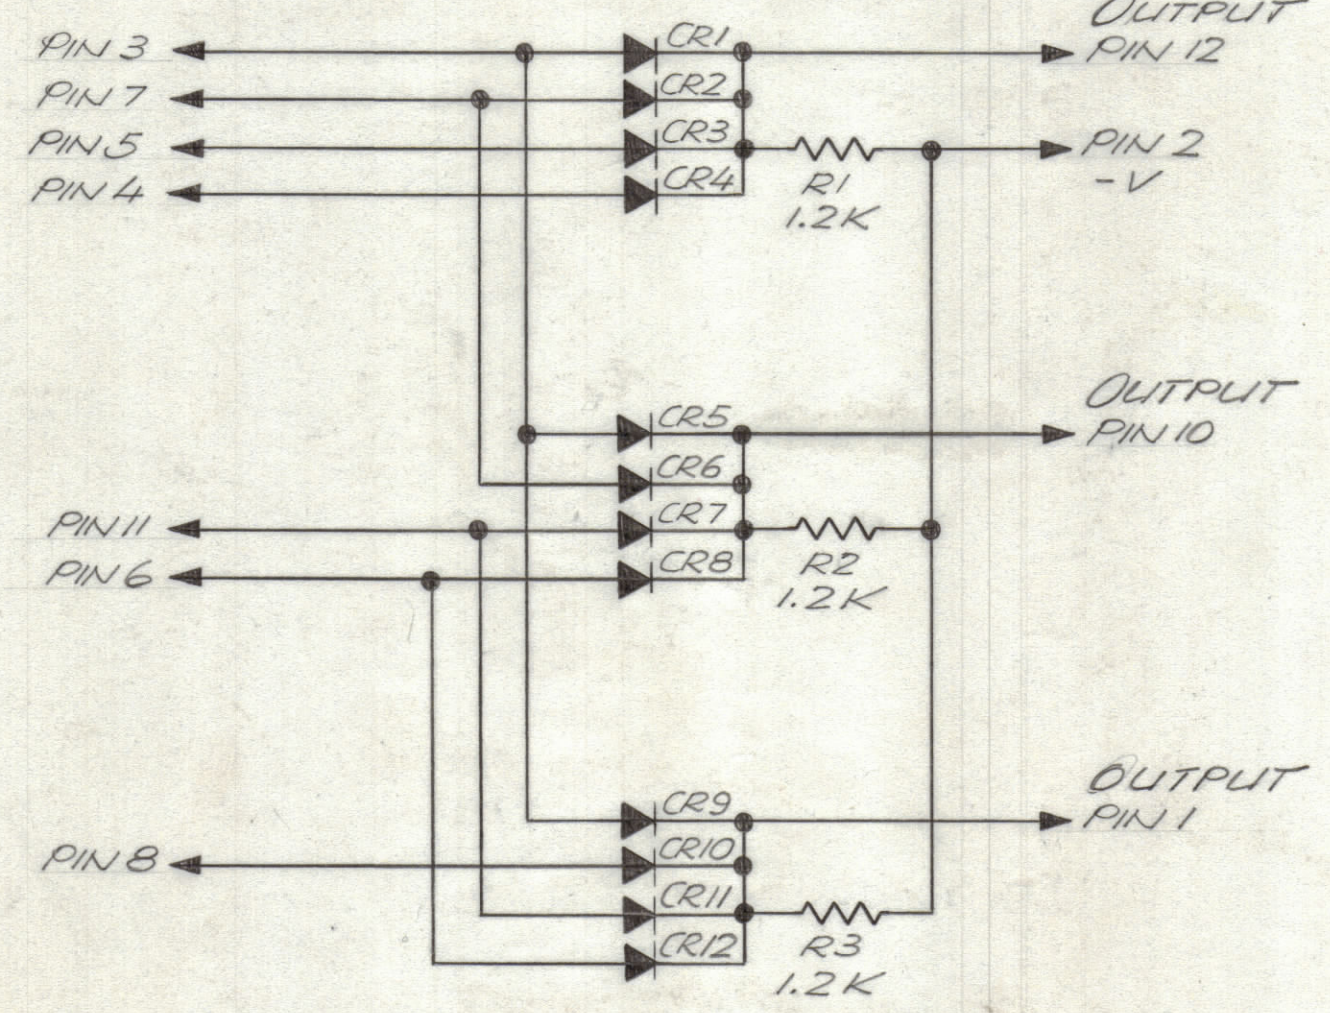 OUTPUT
PIN 3
CR1
PIN 12
PIN 7
CR2
PIN 5
CR3
PIN 2
PIN 4
CR4
R1
-V
1.2K
OUTPUT
CR5
PIN 10
CR6
PIN 11
CR7
PIN 6
CR8
R2
1.2K
OUTPUT
CR9
PIN 1
PIN 8
CR10
CR11
CR12
R3
1.2K